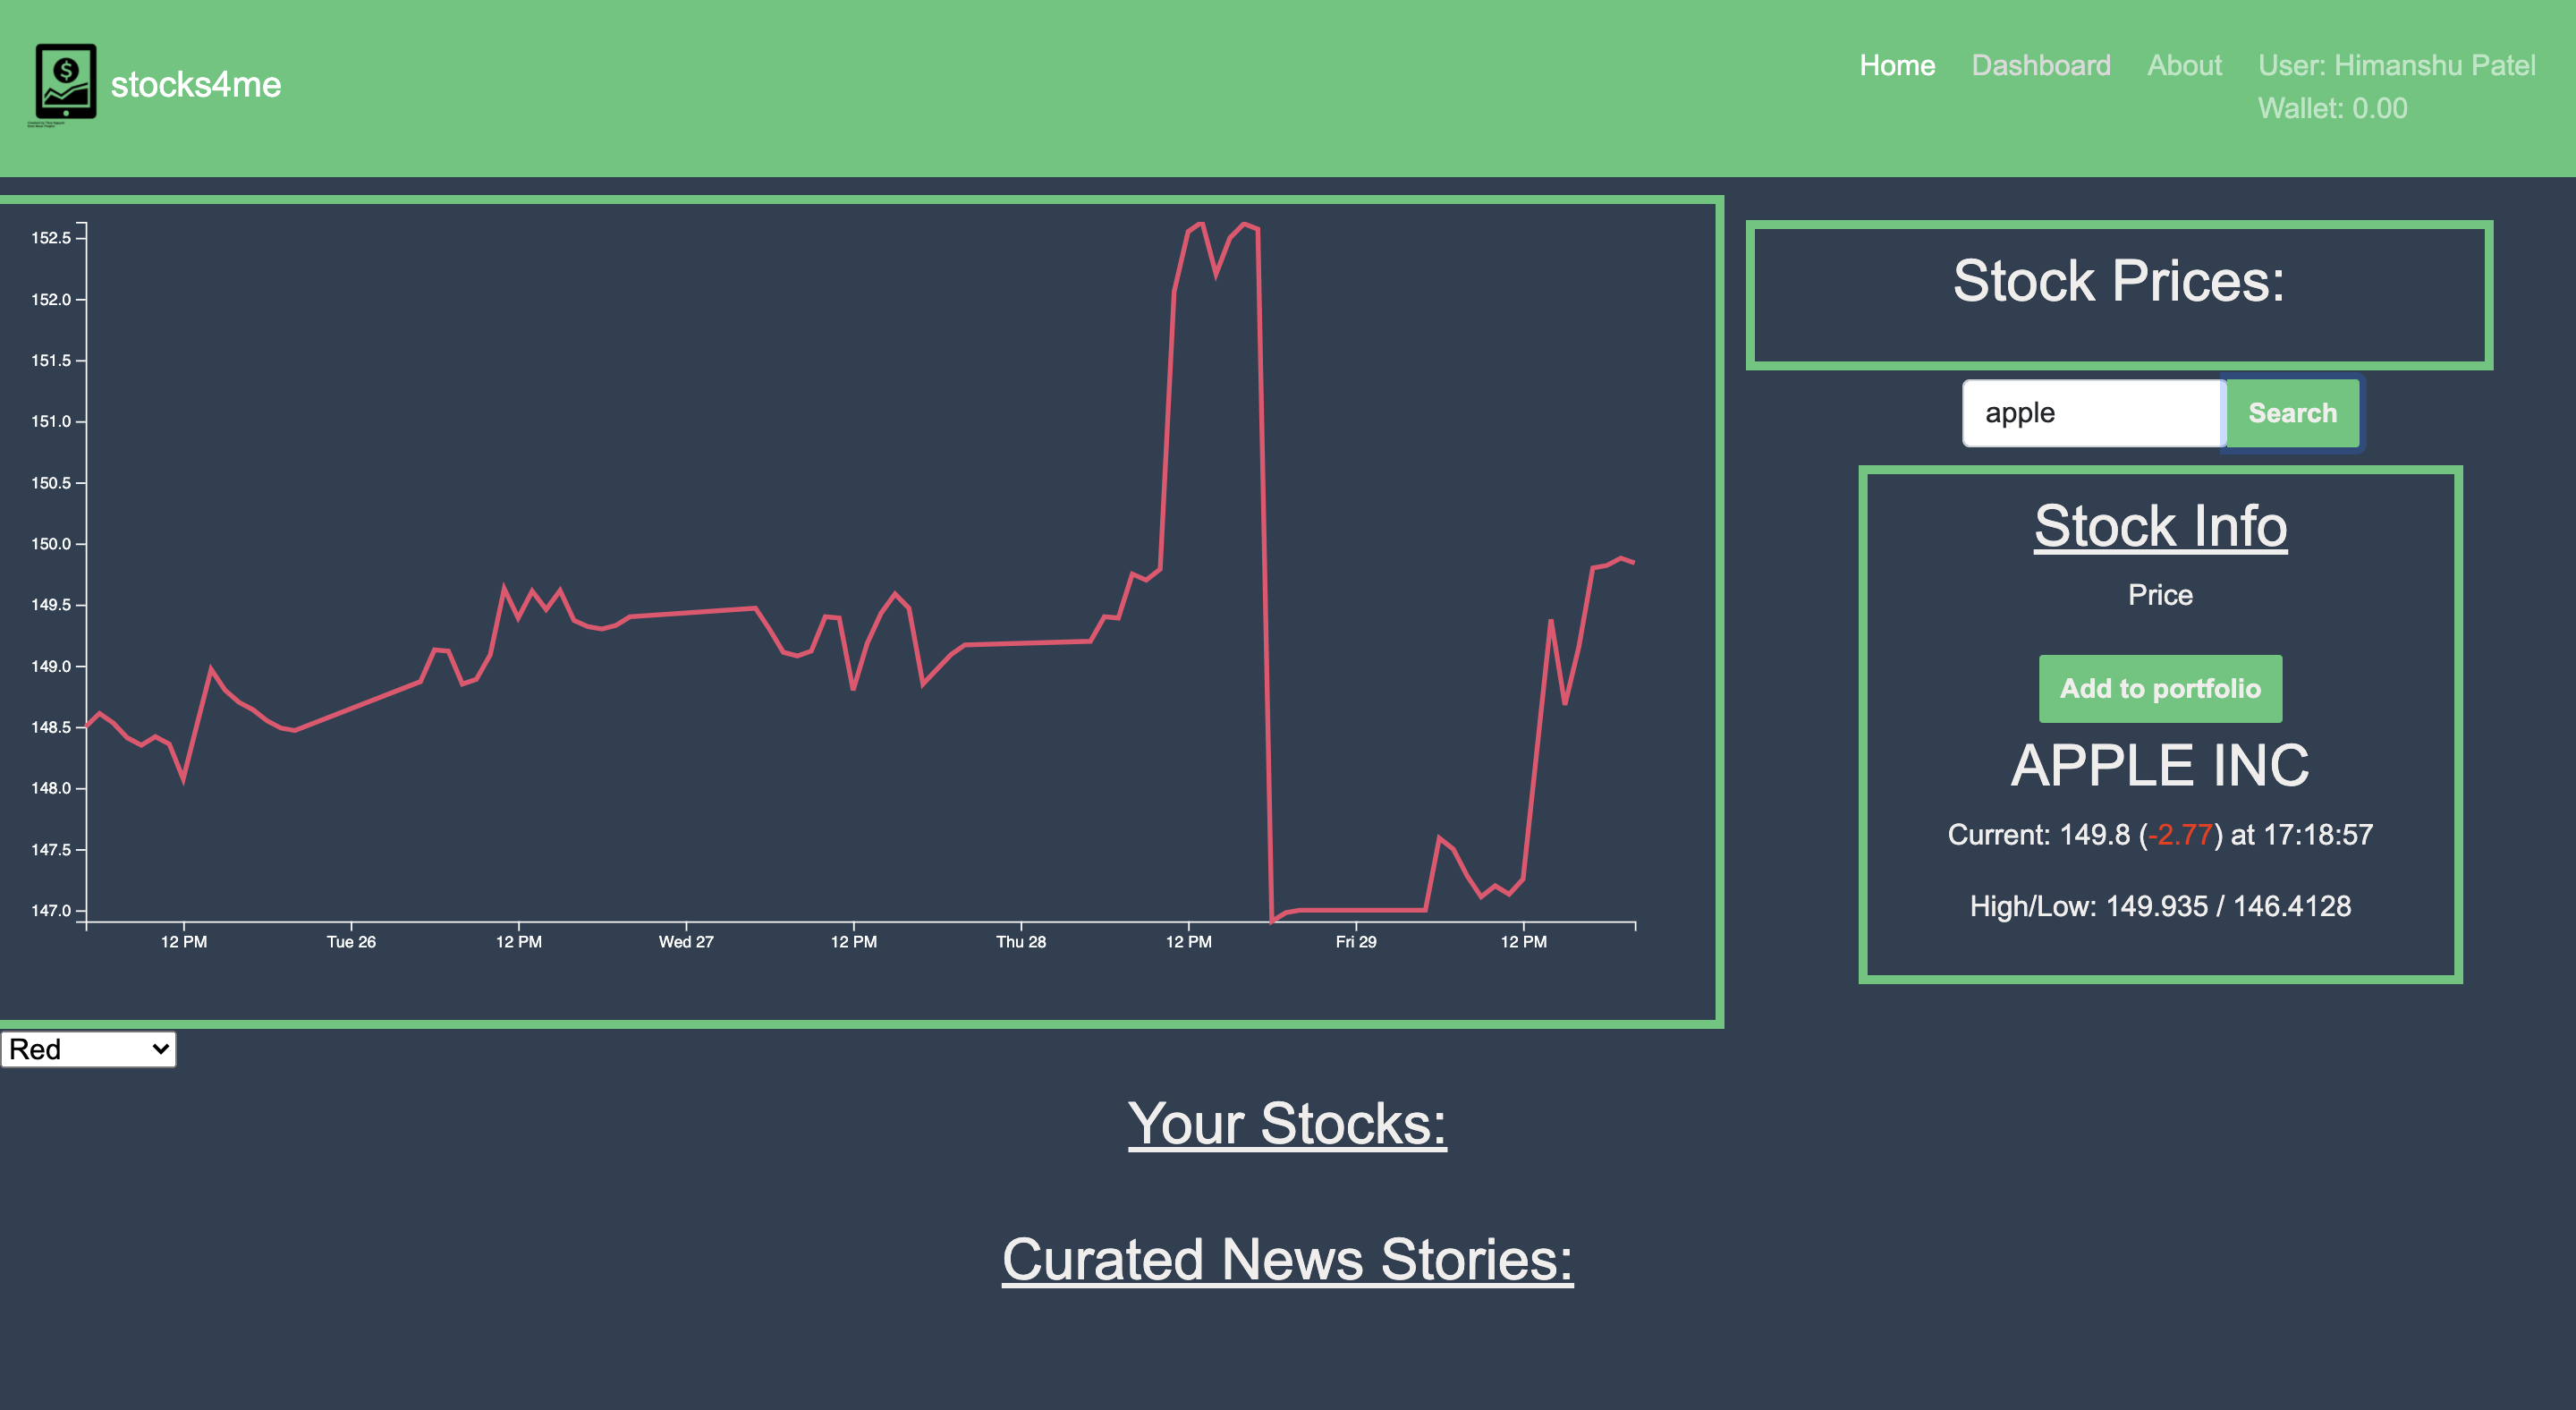 stocks4me
Home Dashboard About User: Himanshu Patel
Wallet: 0.00
152.5
152.0
151.5
151.0
150.5
150.0
149.5
149.0
148.5
148.0
147.5
147.0
12 PM Tue 26 12 PM Wed 27 12 PM Thu 28 12 PM Fri 29 12 PM
Stock Prices:
apple Search
Stock Info
Price
Add to portfolio
APPLE INC
Current: 149.8 (-2.77) at 17:18:57
High/Low: 149.935 / 146.4128
Red
Your Stocks:
Curated News Stories: